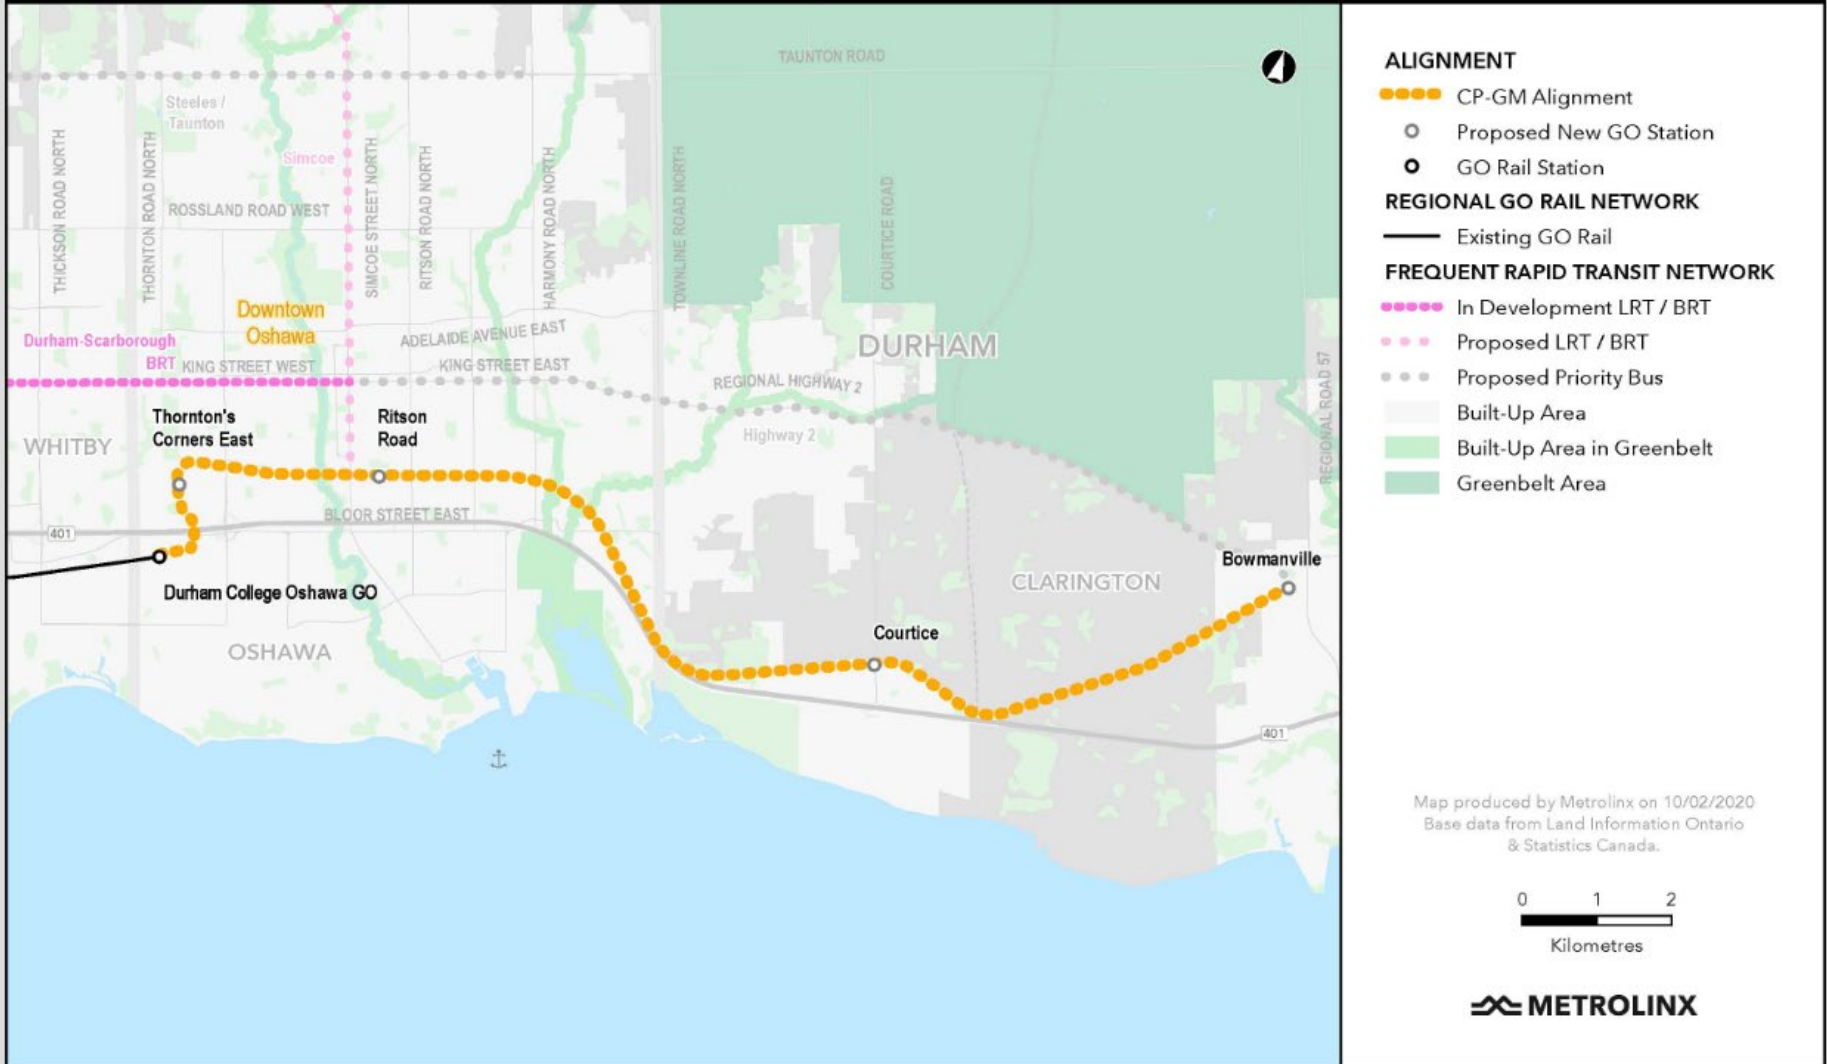 TAUNTON ROAD
Steeles /
Taunton
Simcoe
THICKSON ROAD NORTH
THORNTON ROAD NORTH
SIMCOE STREET NORTH
RITSON ROAD NORTH
HARMONY ROAD NORTH
TOWNLINE ROAD NORTH
COURTICE ROAD
ROSSLAND ROAD WEST
Downtown
Oshawa
Durham-Scarborough
BRT
KING STREET WEST
ADELAIDE AVENUE EAST
KING STREET EAST
DURHAM
REGIONAL HIGHWAY 2
REGIONAL ROAD 57
Thornton's
Corners East
Ritson
Road
WHITBY
Highway 2
BLOOR STREET EAST
401
Durham College Oshawa GO
OSHAWA
CLARINGTON
Bowmanville
Courtice
401
ALIGNMENT
CP-GM Alignment
Proposed New GO Station
GO Rail Station
REGIONAL GO RAIL NETWORK
Existing GO Rail
FREQUENT RAPID TRANSIT NETWORK
In Development LRT / BRT
Proposed LRT / BRT
Proposed Priority Bus
Built-Up Area
Built-Up Area in Greenbelt
Greenbelt Area
Map produced by Metrolinx on 10/02/2020
Base data from Land Information Ontario
& Statistics Canada.
0 1 2
Kilometres
METROLINX